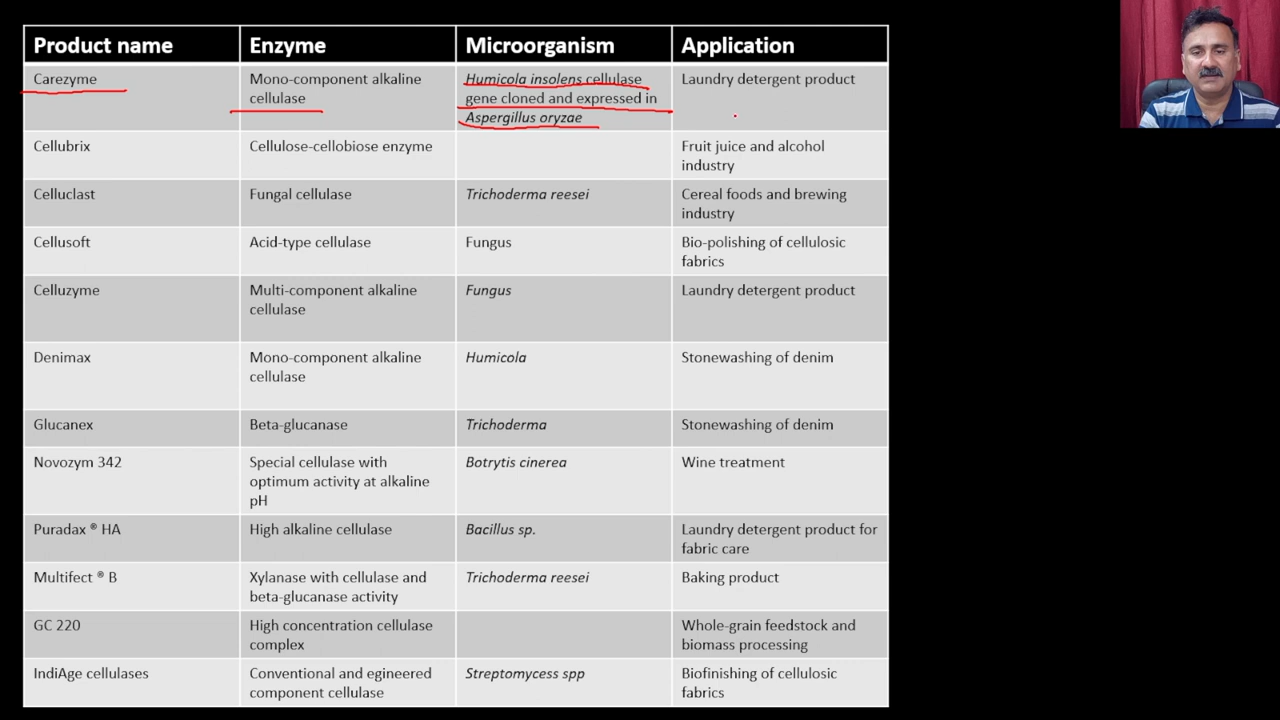 Product name Enzyme Microorganism Application
Carezyme Mono-component alkaline Humicola insolens cellulase Laundry detergent product
cellulase gene cloned and expressed in
Aspergillus oryzae
Cellubrix Cellulose-cellobiose enzyme Fruit juice and alcohol
industry
Celluclast Fungal cellulase Trichoderma reesei Cereal foods and brewing
industry
Cellusoft Acid-type cellulase Fungus Bio-polishing of cellulosic
fabrics
Celluzyme Multi-component alkaline Fungus Laundry detergent product
cellulase
Denimax Mono-component alkaline Humicola Stonewashing of denim
cellulase
Glucanex Beta-glucanase Trichoderma Stonewashing of denim
Novozym 342 Special cellulase with Botrytis cinerea Wine treatment
optimum activity at alkaline
pH
Puradax ® HA High alkaline cellulase Bacillus sp. Laundry detergent product for
fabric care
Multifect ® B Xylanase with cellulase and Trichoderma reesei Baking product
beta-glucanase activity
GC 220 High concentration cellulase Whole-grain feedstock and
complex biomass processing
IndiAge cellulases Conventional and egineered Streptomycess spp Biofinishing of cellulosic
component cellulase fabrics